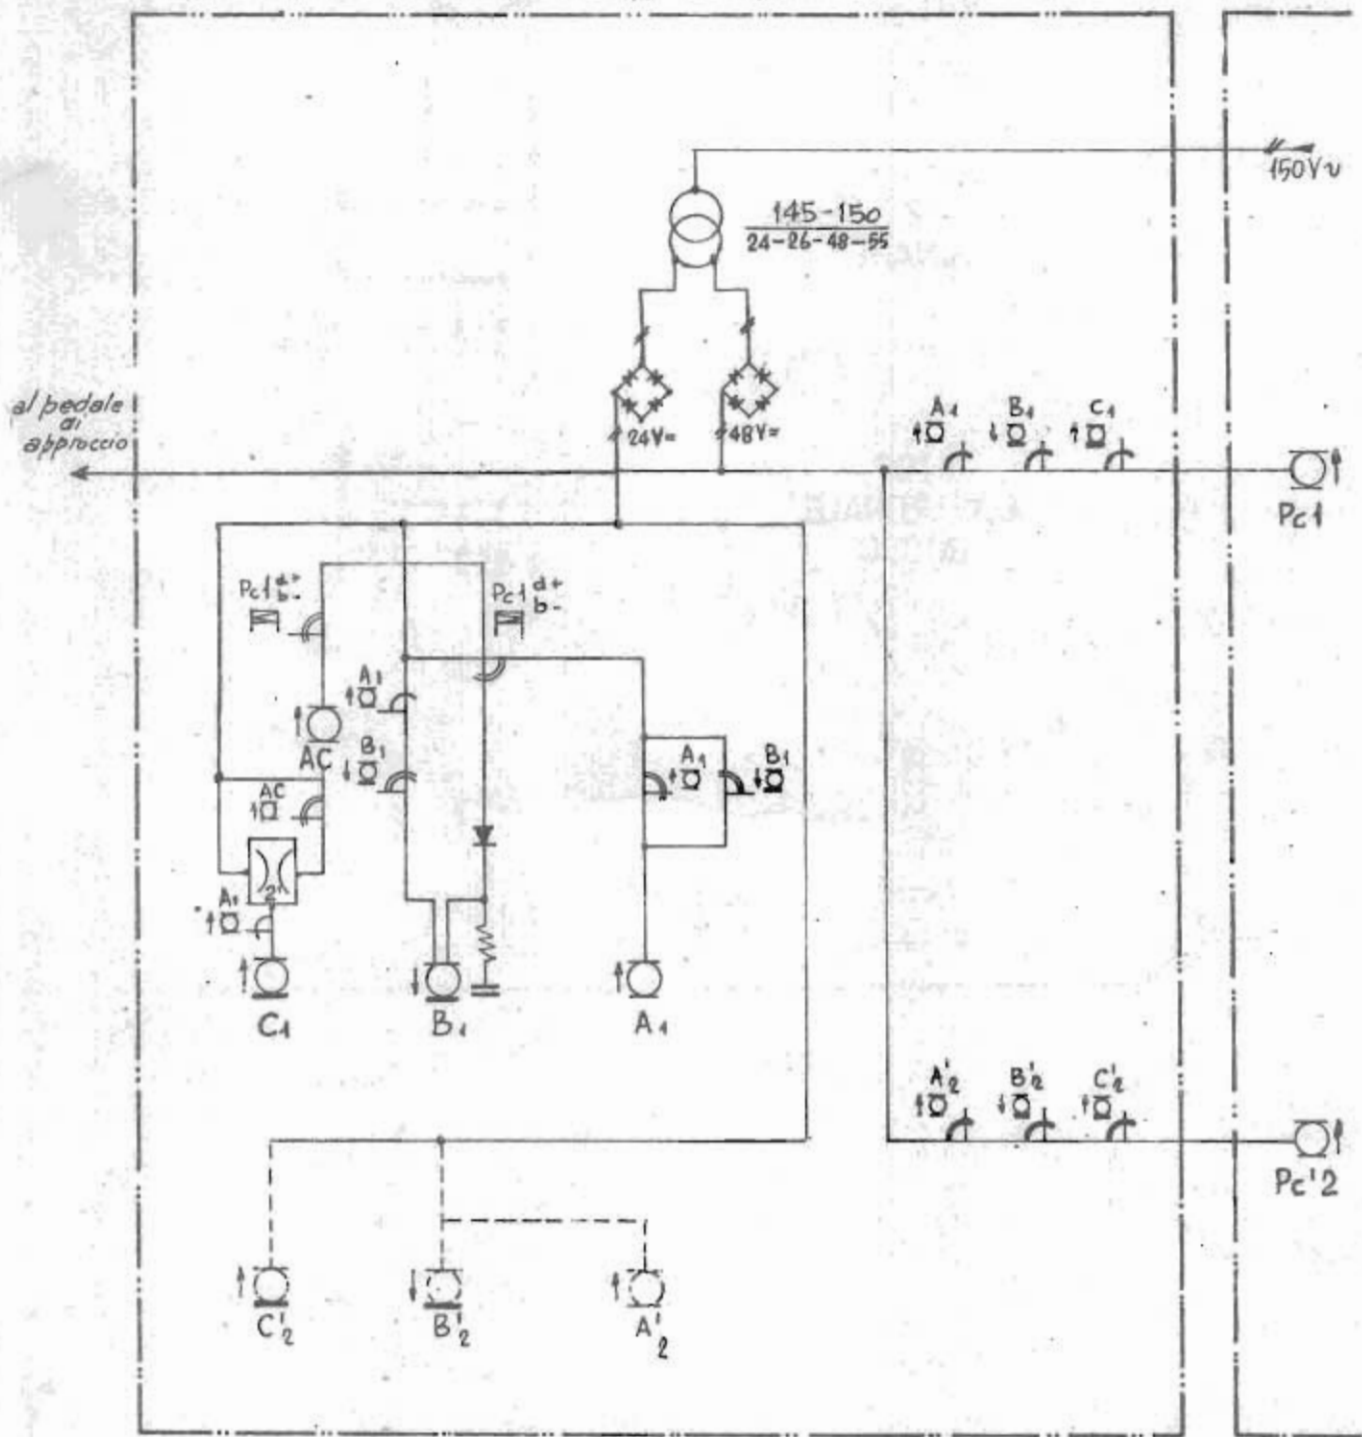 150V~
145-150
24-26-48-55
al pedale
di
approccio
24V=
48V=
A1
B1
C1
Pc1
Pc1 d+
b-
Pc1 d+
b-
A1
AC
B1
A1
B1
AC
2'
A1
C1
B1
A1
A'2
B'2
C'2
Pc'2
C'2
B'2
A'2